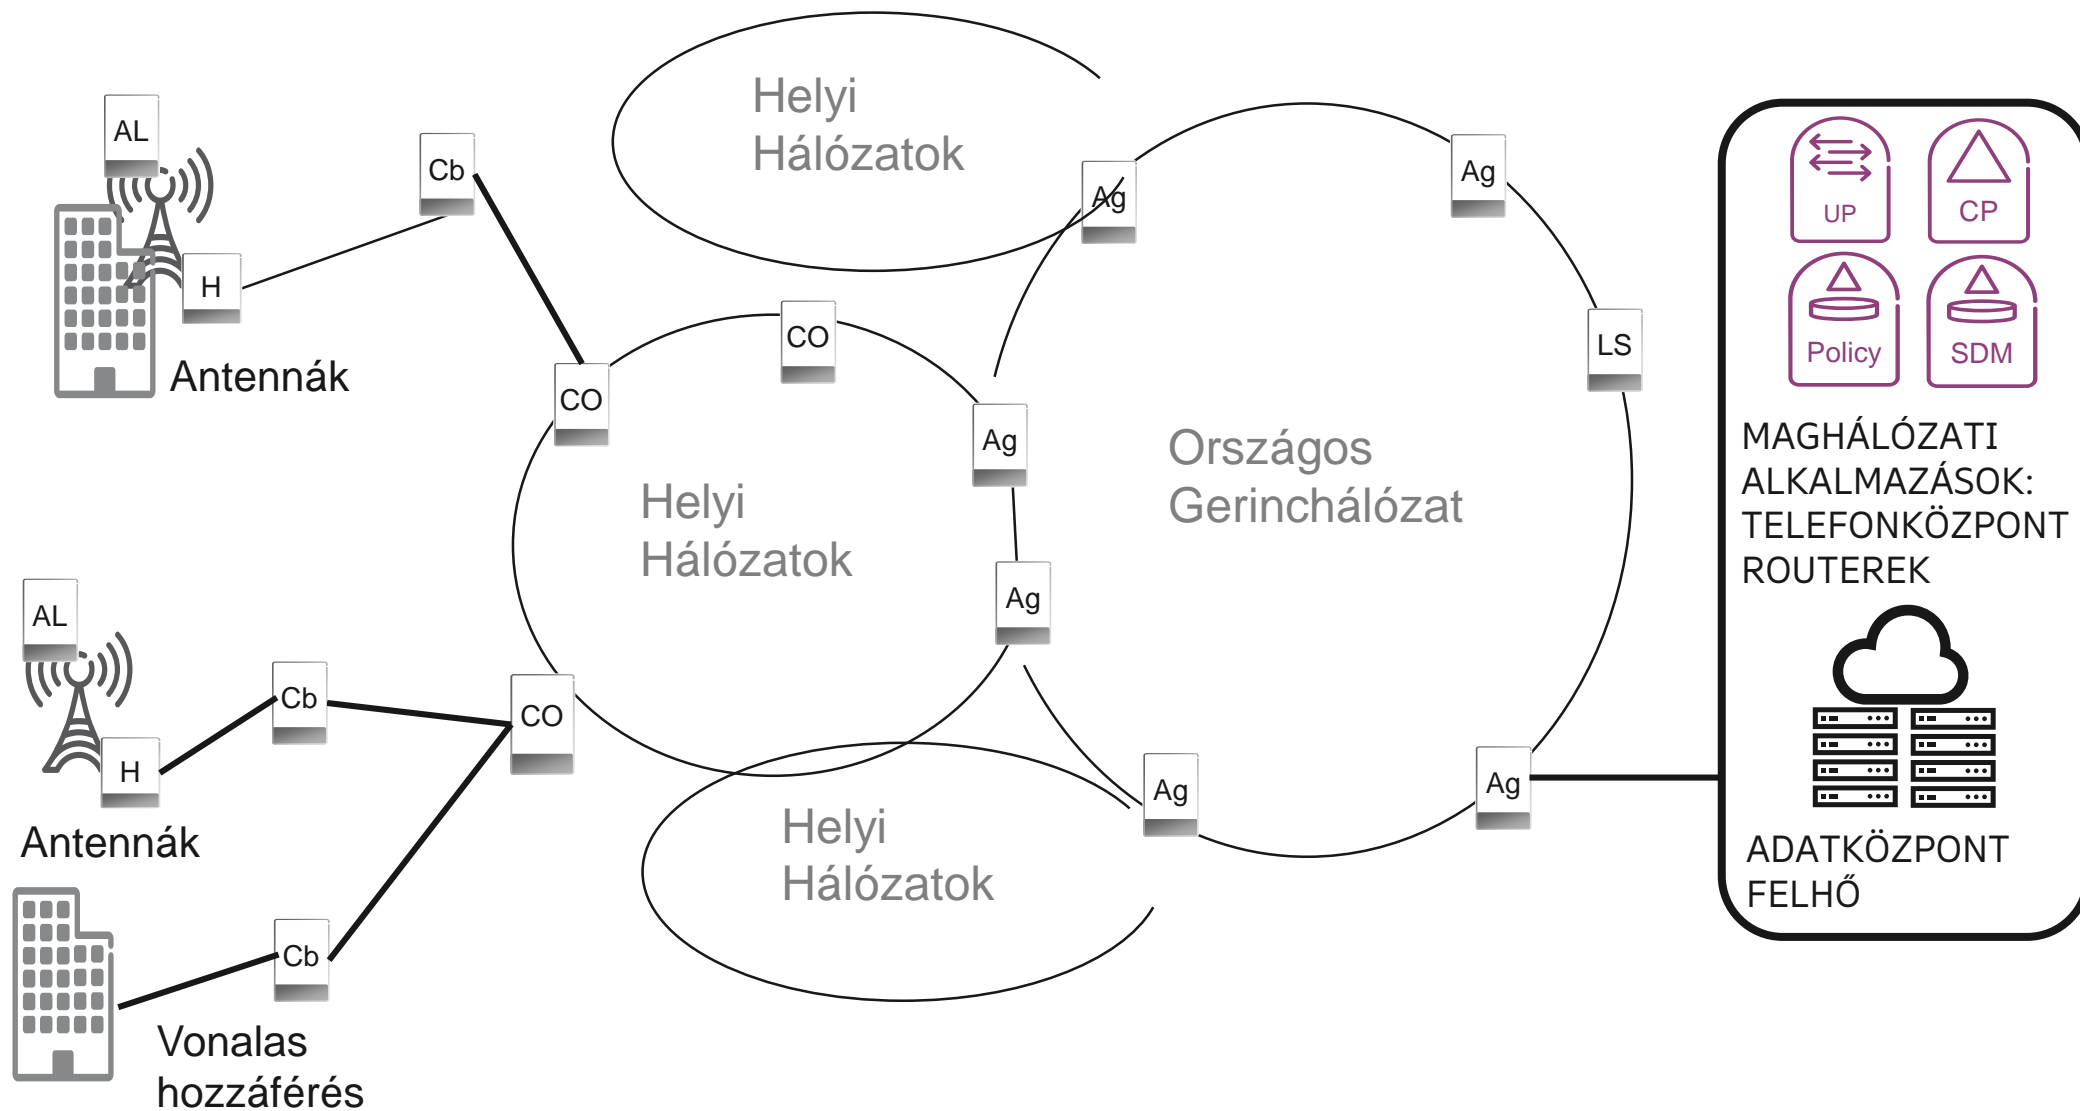 Helyi
Hálózatok
AL
Cb
Ag
Ag
UP
CP
H
CO
LS
Policy
SDM
Antennák
CO
Ag
Országos
Gerinchálózat
MAGHÁLÓZATI
ALKALMAZÁSOK:
TELEFONKÖZPONT
ROUTEREK
Helyi
Hálózatok
AL
Ag
Cb
CO
H
Ag
Ag
Antennák
Helyi
Hálózatok
ADATKÖZPONT
FELHŐ
Cb
Vonalas
hozzáférés